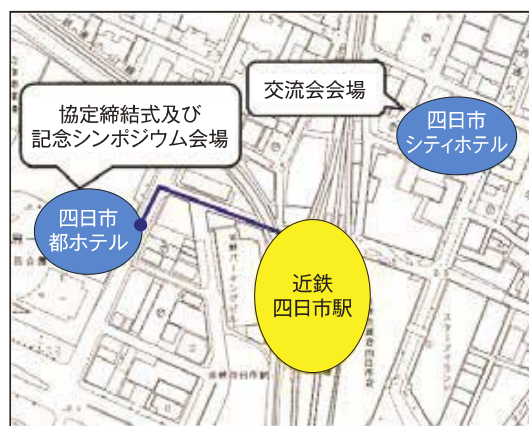 協定締結式及び
記念シンポジウム会場
交流会会場
四日市
シティホテル
四日市
都ホテル
近鉄
四日市駅